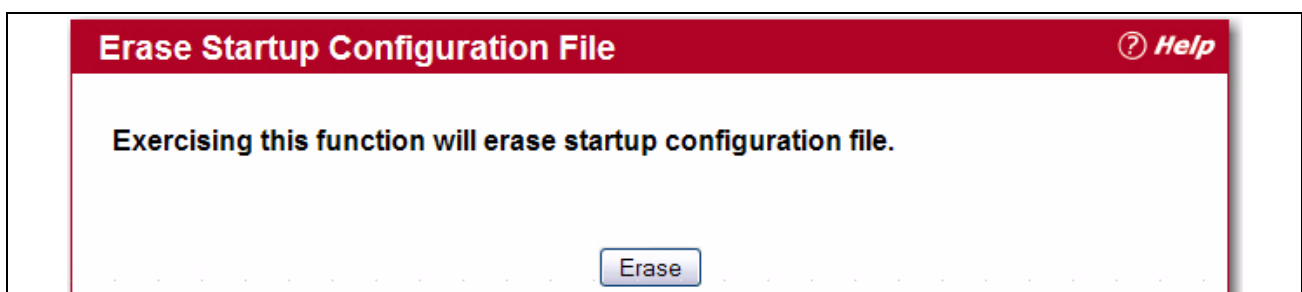 Erase Startup Configuration File
? Help
Exercising this function will erase startup configuration file.
Erase